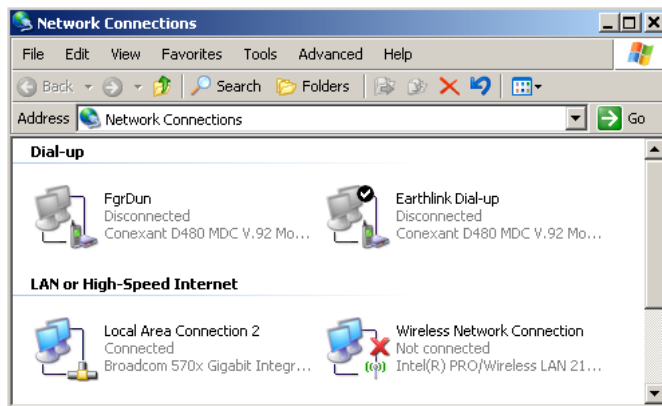 Network Connections
File Edit View Favorites Tools Advanced Help
Back Search Folders
Address Network Connections Go
Dial-up
FgrDun
Disconnected
Conexant D480 MDC V.92 Mo...
Earthlink Dial-up
Disconnected
Conexant D480 MDC V.92 Mo...
LAN or High-Speed Internet
Local Area Connection 2
Connected
Broadcom 570x Gigabit Integr...
Wireless Network Connection
Not connected
Intel(R) PRO/Wireless LAN 21...